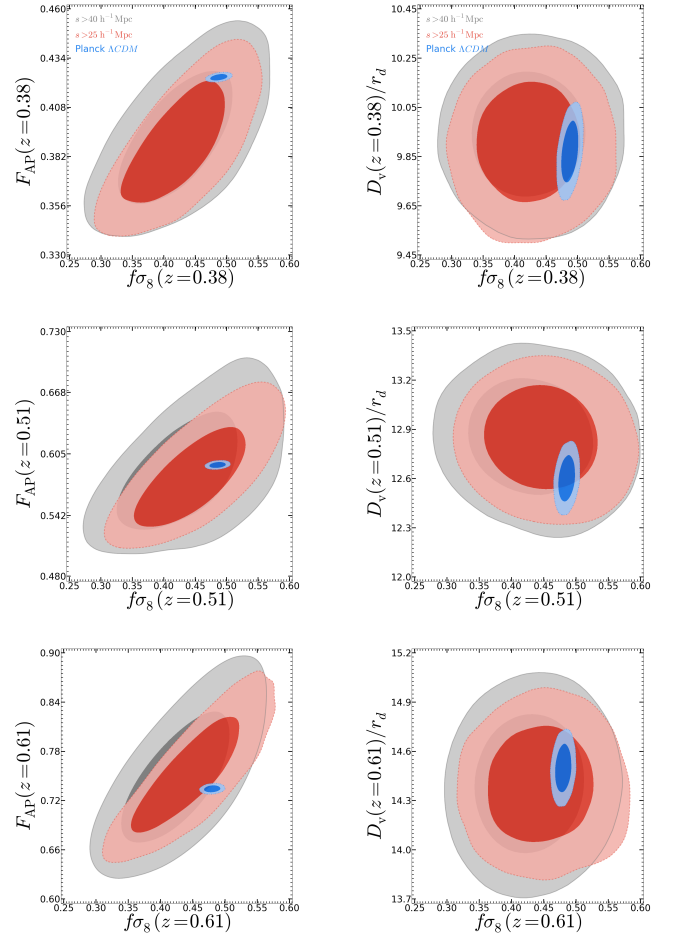 0.460
s > 40 h⁻¹ Mpc
s > 25 h⁻¹ Mpc
Planck ΛCDM
0.434
0.408
0.382
0.356
0.330
F_AP(z=0.38)
0.25 0.30 0.35 0.40 0.45 0.50 0.55 0.60
fσ₈(z=0.38)
10.45
s > 40 h⁻¹ Mpc
s > 25 h⁻¹ Mpc
Planck ΛCDM
10.25
10.05
9.85
9.65
9.45
D_v(z=0.38)/r_d
0.25 0.30 0.35 0.40 0.45 0.50 0.55 0.60
fσ₈(z=0.38)
0.730
0.668
0.605
0.542
0.480
F_AP(z=0.51)
0.25 0.30 0.35 0.40 0.45 0.50 0.55 0.60
fσ₈(z=0.51)
13.5
13.2
12.9
12.6
12.3
12.0
D_v(z=0.51)/r_d
0.25 0.30 0.35 0.40 0.45 0.50 0.55 0.60
fσ₈(z=0.51)
0.90
0.84
0.78
0.72
0.66
0.60
F_AP(z=0.61)
0.25 0.30 0.35 0.40 0.45 0.50 0.55 0.60
fσ₈(z=0.61)
15.2
14.9
14.6
14.3
14.0
13.7
D_v(z=0.61)/r_d
0.25 0.30 0.35 0.40 0.45 0.50 0.55 0.60
fσ₈(z=0.61)